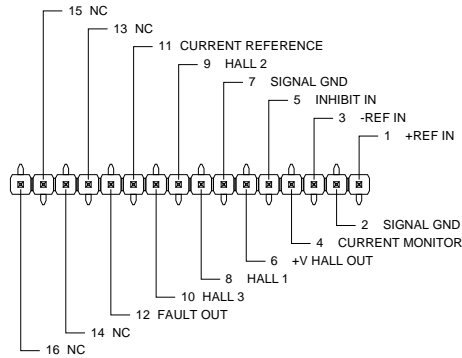 15 NC
13 NC
11 CURRENT REFERENCE
9 HALL 2
7 SIGNAL GND
5 INHIBIT IN
3 -REF IN
1 +REF IN
2 SIGNAL GND
4 CURRENT MONITOR
6 +V HALL OUT
8 HALL 1
10 HALL 3
12 FAULT OUT
14 NC
16 NC